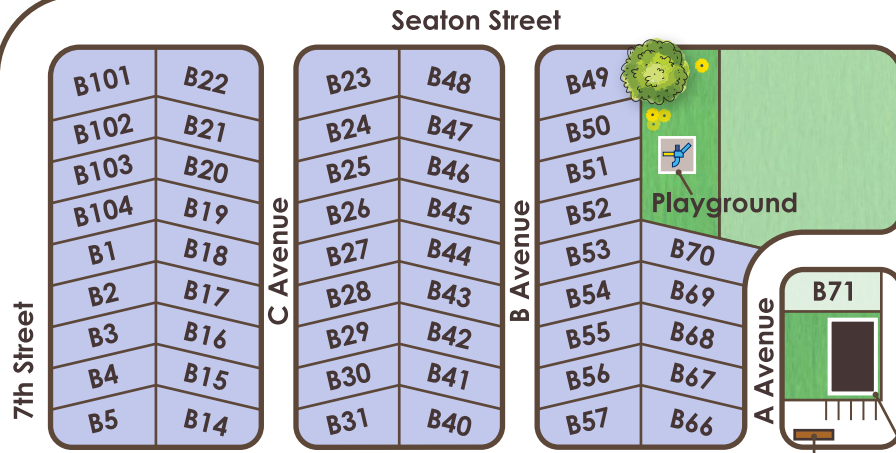 Seaton Street
B101
B22
B102
B21
B103
B20
B104
B19
B1
B18
B2
B17
B3
B16
B4
B15
B5
B14
7th Street
C Avenue
B23
B48
B24
B47
B25
B46
B26
B45
B27
B44
B28
B43
B29
B42
B30
B41
B31
B40
B Avenue
B49
B50
B51
B52
B53
B70
B54
B69
B55
B68
B56
B67
B57
B66
Playground
A Avenue
B71